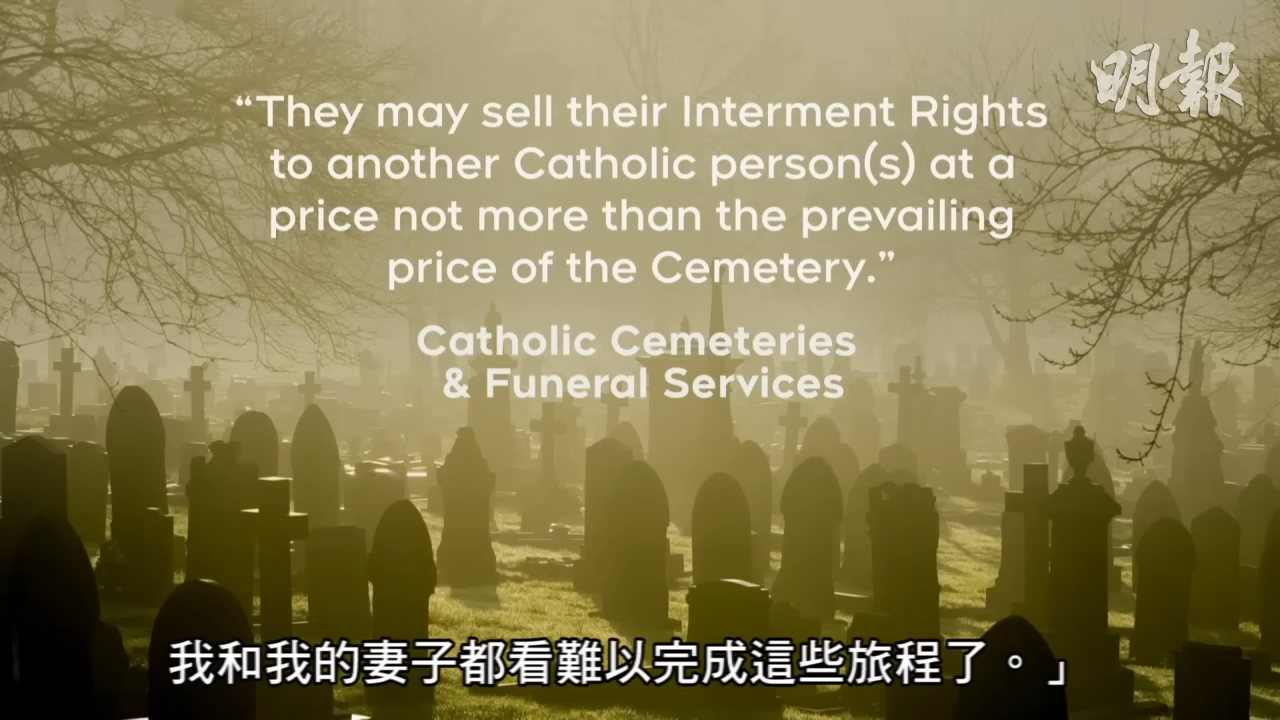 明報
“They may sell their Interment Rights
to another Catholic person(s) at a
price not more than the prevailing
price of the Cemetery.”
Catholic Cemeteries
& Funeral Services
我和我的妻子都看難以完成這些旅程了。」